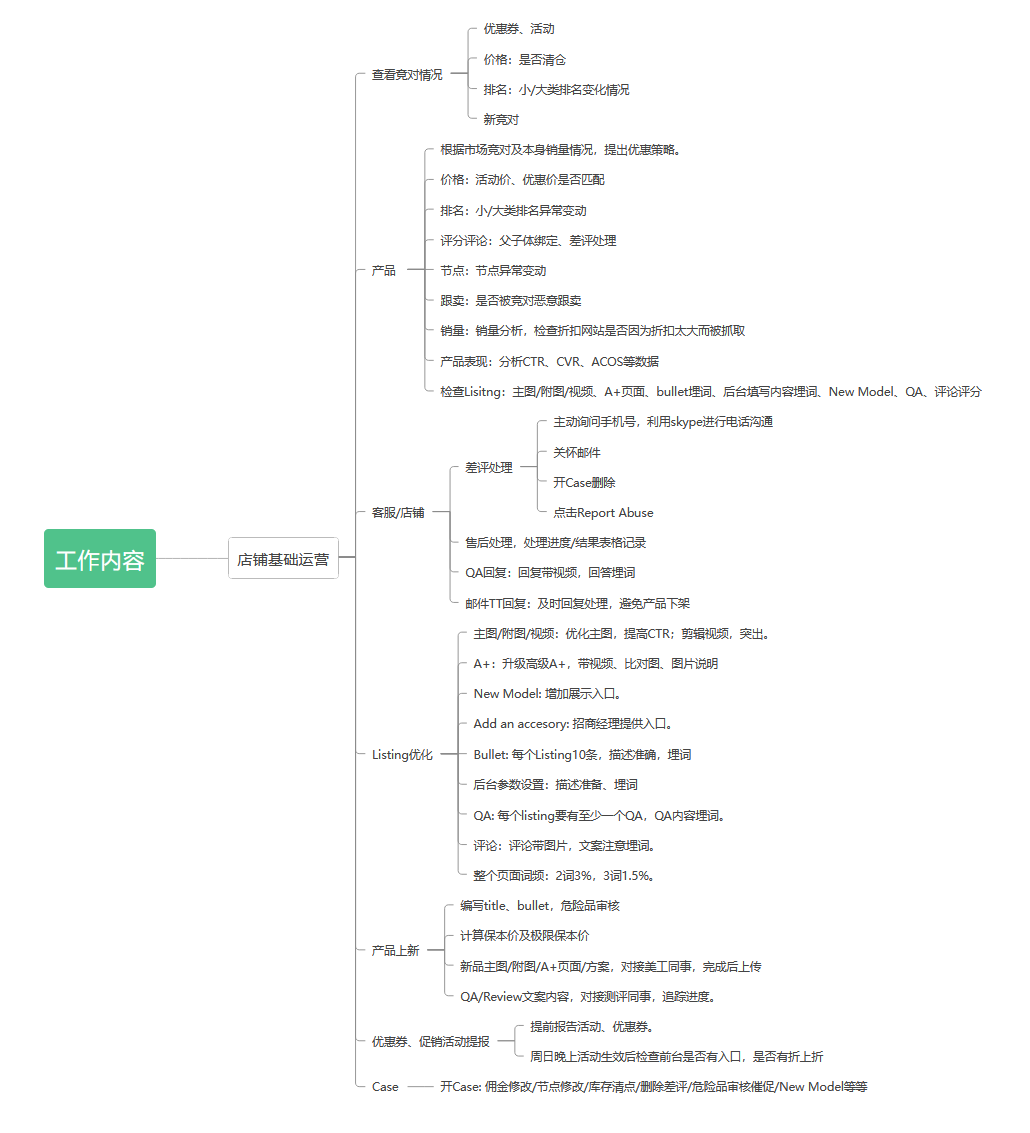 优惠券、活动
价格：是否清仓
查看竞对情况
排名：小/大类排名变化情况
新竞对
根据市场竞对及本身销量情况，提出优惠策略。
价格：活动价、优惠价是否匹配
排名：小/大类排名异常变动
评分评论：父子体绑定、差评处理
产品
节点：节点异常变动
跟卖：是否被竞对恶意跟卖
销量：销量分析，检查折扣网站是否因为折扣太大而被抓取
产品表现：分析CTR、CVR、ACOS等数据
检查Lisitng：主图/附图/视频、A+页面、bullet埋词、后台填写内容埋词、New Model、QA、评论评分
主动询问手机号，利用skype进行电话沟通
关怀邮件
差评处理
开Case删除
点击Report Abuse
客服/店铺
售后处理，处理进度/结果表格记录
QA回复：回复带视频，回答埋词
邮件TT回复：及时回复处理，避免产品下架
工作内容
店铺基础运营
主图/附图/视频：优化主图，提高CTR；剪辑视频，突出。
A+：升级高级A+，带视频、比对图、图片说明
New Model: 增加展示入口。
Add an accesory: 招商经理提供入口。
Listing优化
Bullet: 每个Listing10条，描述准确，埋词
后台参数设置：描述准备、埋词
QA: 每个listing要有至少一个QA，QA内容埋词。
评论：评论带图片，文案注意埋词。
整个页面词频：2词3%，3词1.5%。
编写title、bullet，危险品审核
计算保本价及极限保本价
产品上新
新品主图/附图/A+页面/方案，对接美工同事，完成后上传
QA/Review文案内容，对接测评同事，追踪进度。
提前报告活动、优惠券。
优惠券、促销活动提报
周日晚上活动生效后检查前台是否有入口，是否有折上折
Case
开Case: 佣金修改/节点修改/库存清点/删除差评/危险品审核催促/New Model等等